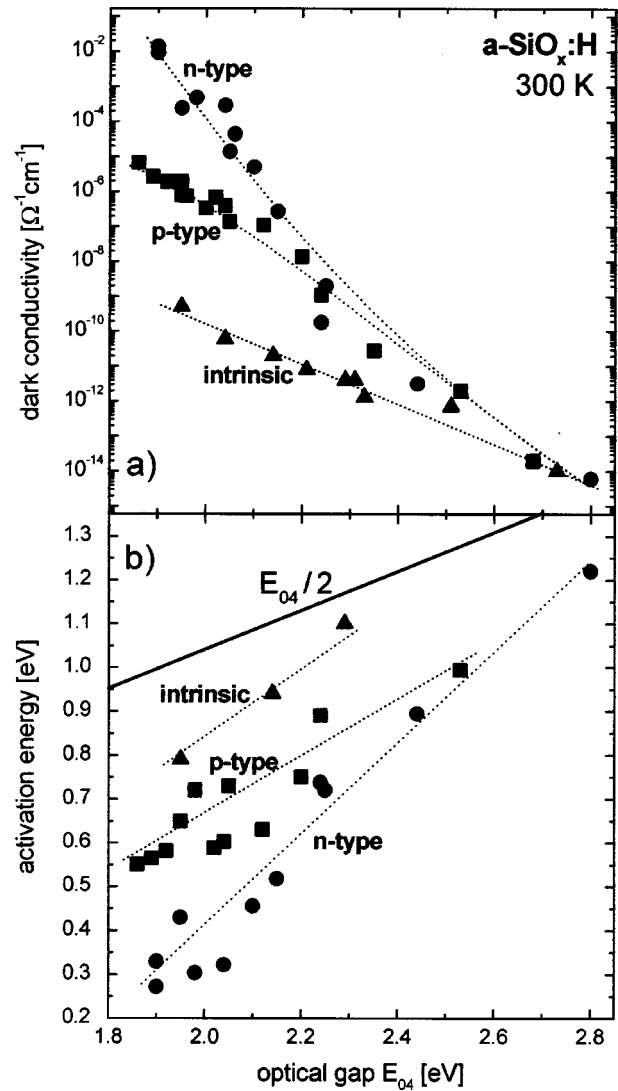 a-SiOx:H
300 K
10⁻²
n-type
10⁻⁴
10⁻⁶
p-type
10⁻⁸
10⁻¹⁰
intrinsic
10⁻¹²
10⁻¹⁴
dark conductivity [Ω⁻¹cm⁻¹]
a)
b)
E₀₄ / 2
1.3
1.2
1.1
1.0
0.9
0.8
0.7
0.6
0.5
0.4
0.3
0.2
intrinsic
p-type
n-type
activation energy [eV]
1.8 2.0 2.2 2.4 2.6 2.8
optical gap E₀₄ [eV]